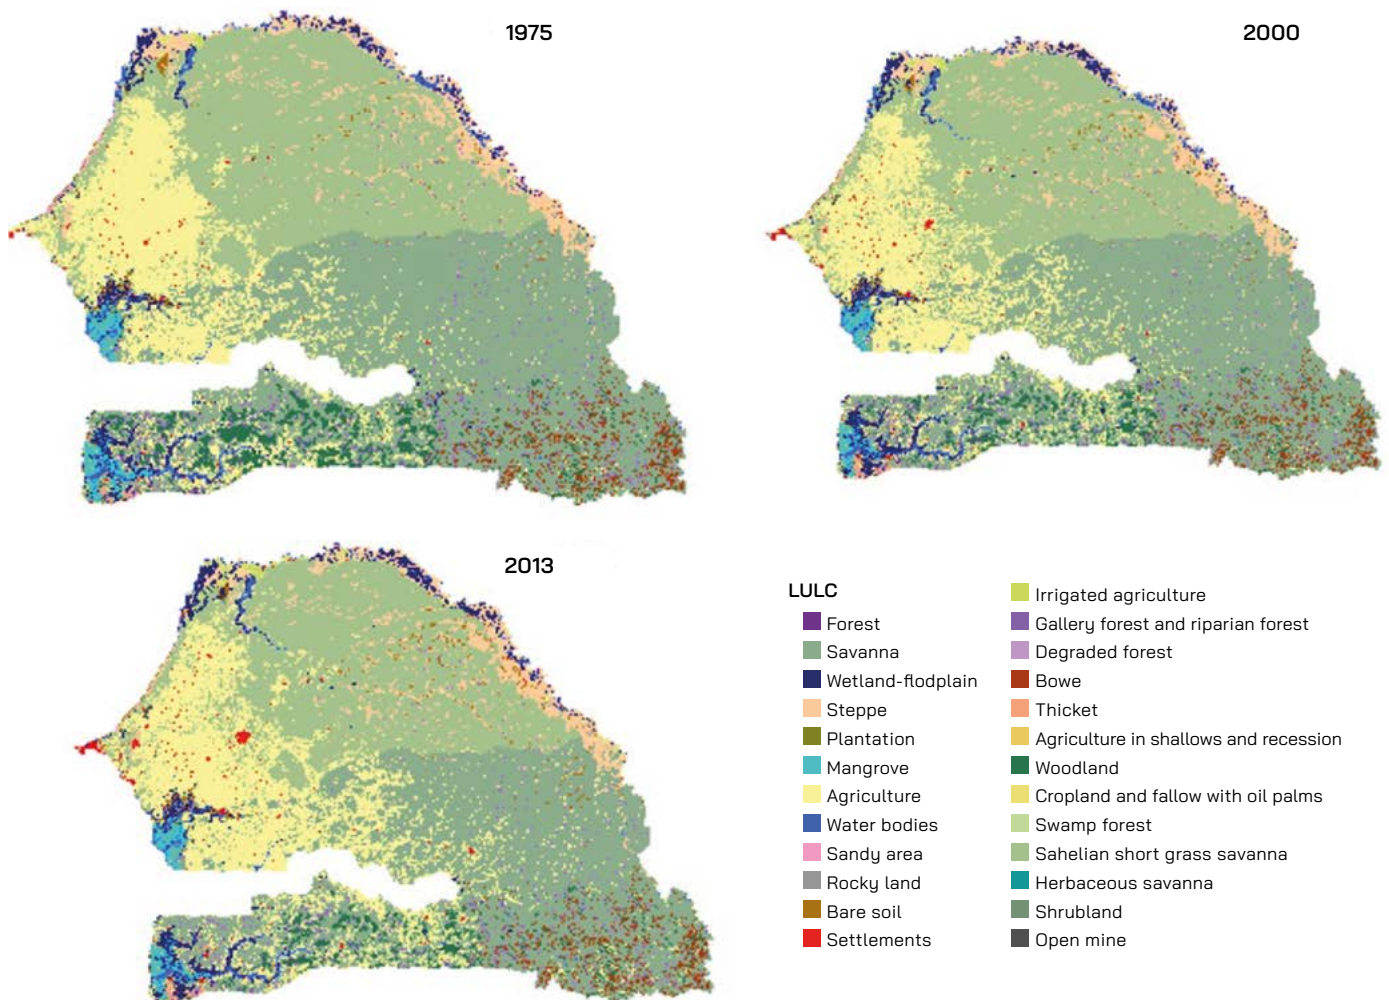 1975
2000
2013
LULC
Forest
Savanna
Wetland-flodplain
Steppe
Plantation
Mangrove
Agriculture
Water bodies
Sandy area
Rocky land
Bare soil
Settlements
Irrigated agriculture
Gallery forest and riparian forest
Degraded forest
Bowe
Thicket
Agriculture in shallows and recession
Woodland
Cropland and fallow with oil palms
Swamp forest
Sahelian short grass savanna
Herbaceous savanna
Shrubland
Open mine